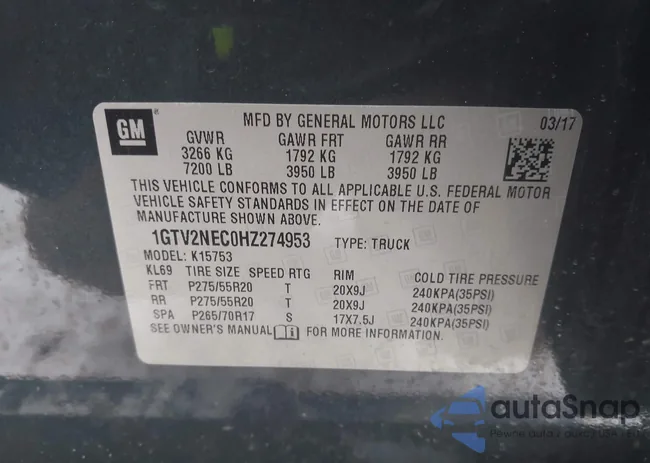 GM
MFD BY GENERAL MOTORS LLC 03/17
GVWR GAWR FRT GAWR RR
3266 KG 1792 KG 1792 KG
7200 LB 3950 LB 3950 LB
THIS VEHICLE CONFORMS TO ALL APPLICABLE U.S. FEDERAL MOTOR
VEHICLE SAFETY STANDARDS IN EFFECT ON THE DATE OF
MANUFACTURE SHOWN ABOVE.
1GTV2NEC0HZ274953 TYPE: TRUCK
MODEL: K15753
KL69 TIRE SIZE SPEED RTG RIM COLD TIRE PRESSURE
FRT P275/55R20 T 20X9J 240KPA(35PSI)
RR P275/55R20 T 20X9J 240KPA(35PSI)
SPA P265/70R17 S 17X7.5J 240KPA(35PSI)
SEE OWNER'S MANUAL FOR MORE INFORMATION.
autoSnap
Pewne auta z aukcji w USA